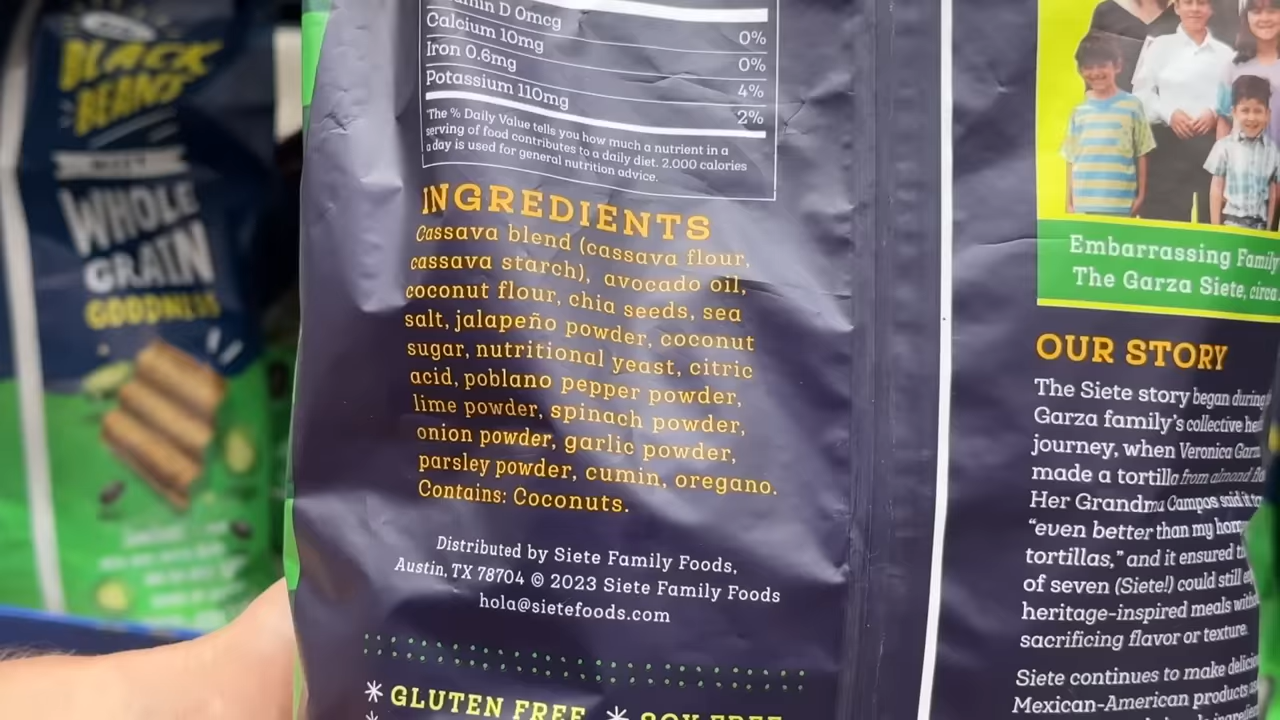 BLACK
BEANS
WHOLE
GRAIN
GOODNESS
min D 0mcg 0%
Calcium 10mg 0%
Iron 0.6mg 4%
Potassium 110mg 2%
The % Daily Value tells you how much a nutrient in a
serving of food contributes to a daily diet. 2,000 calories
a day is used for general nutrition advice.
INGREDIENTS
Cassava blend (cassava flour,
cassava starch), avocado oil,
coconut flour, chia seeds, sea
salt, jalapeño powder, coconut
sugar, nutritional yeast, citric
acid, poblano pepper powder,
lime powder, spinach powder,
onion powder, garlic powder,
parsley powder, cumin, oregano.
Contains: Coconuts.
Distributed by Siete Family Foods,
Austin, TX 78704 © 2023 Siete Family Foods
hola@sietefoods.com
* GLUTEN FREE * SOY FREE
Embarrassing Family
The Garza Siete, circa
OUR STORY
The Siete story began during
Garza family's collective
journey, when Veronica
made a tortilla from almond
Her Grandma Campos said it
"even better than my
tortillas," and it ensured
of seven (Siete!) could still
heritage-inspired meals
sacrificing flavor or texture.
Siete continues to make
Mexican-American products